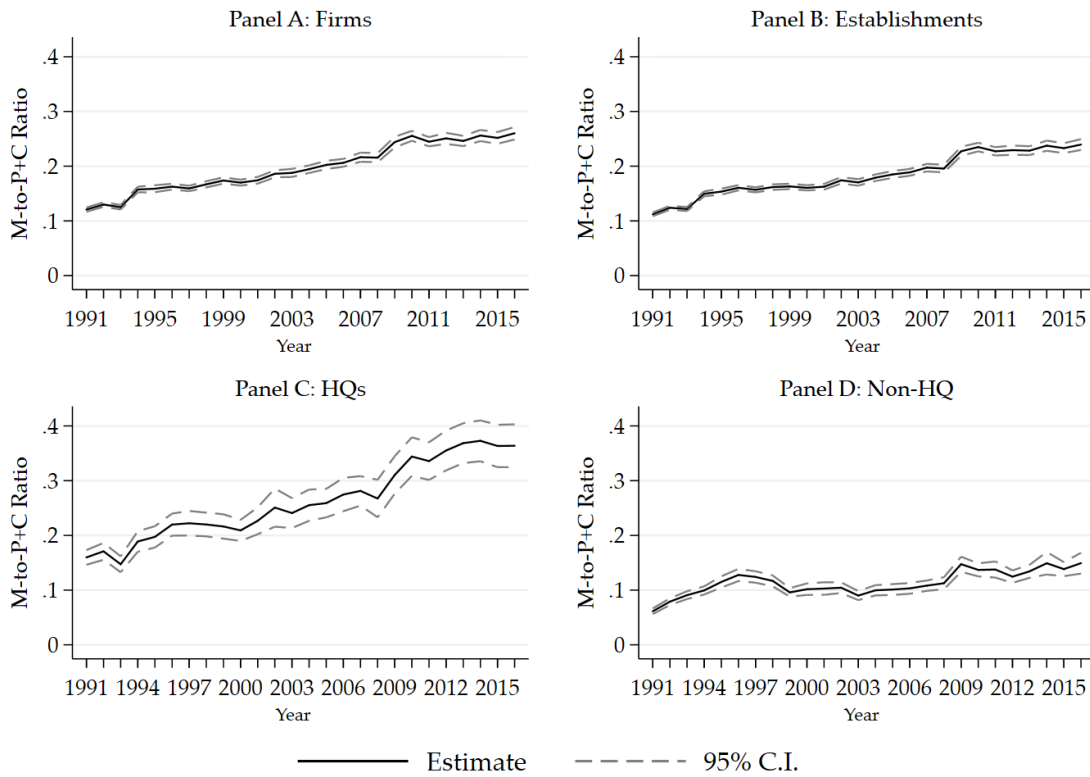 Panel A: Firms
M-to-P+C Ratio
.4
.3
.2
.1
0
1991 1995 1999 2003 2007 2011 2015
Year
Panel B: Establishments
M-to-P+C Ratio
.4
.3
.2
.1
0
1991 1995 1999 2003 2007 2011 2015
Year
Panel C: HQs
M-to-P+C Ratio
.4
.3
.2
.1
0
1991 1994 1997 2000 2003 2006 2009 2012 2015
Year
Panel D: Non-HQ
M-to-P+C Ratio
.4
.3
.2
.1
0
1991 1994 1997 2000 2003 2006 2009 2012 2015
Year
Estimate 95% C.I.